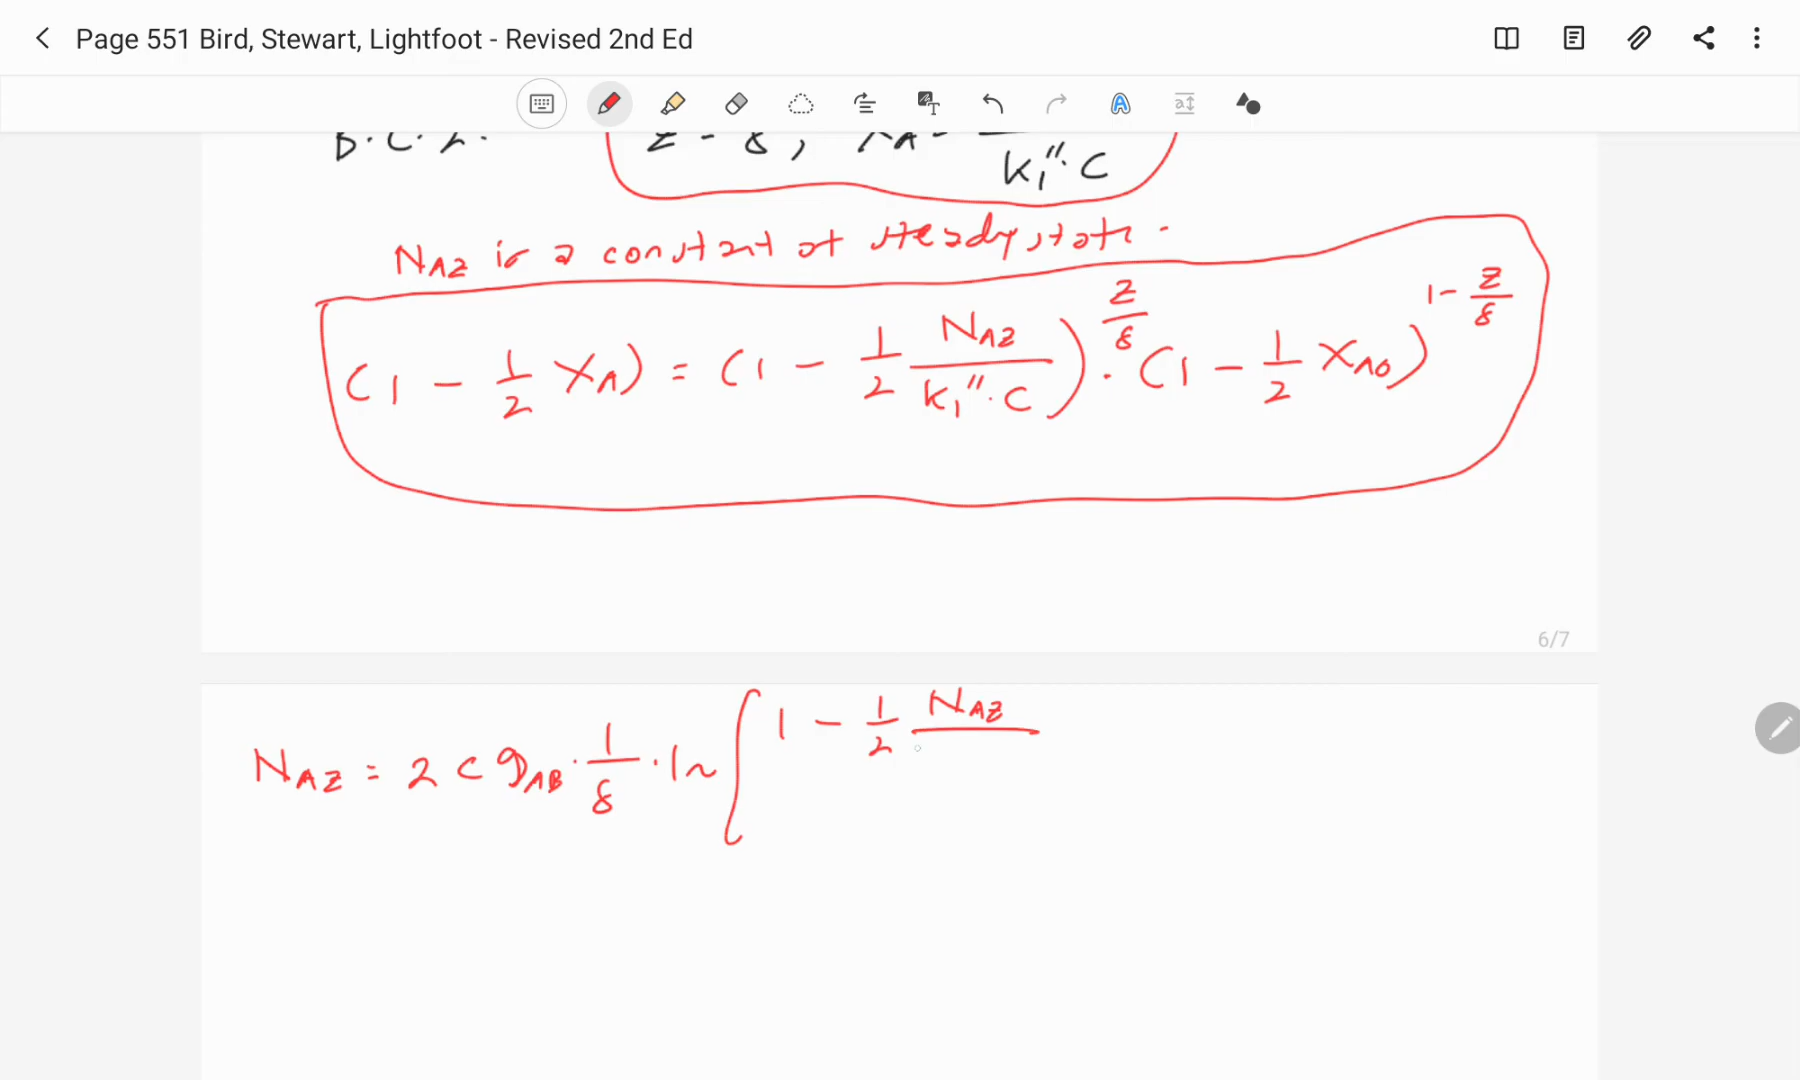 Page 551 Bird, Stewart, Lightfoot - Revised 2nd Ed
B.C.2. z = δ, x_A = ——— / k₁″·C
N_AZ is a constant at steady state.
(1 − 1/2 X_A) = (1 − 1/2 N_AZ / (k₁″·C))^(z/δ) · (1 − 1/2 X_A0)^(1 − z/δ)
6/7
N_AZ = 2 C 𝒟_AB · 1/δ · ln [ 1 − 1/2 N_AZ